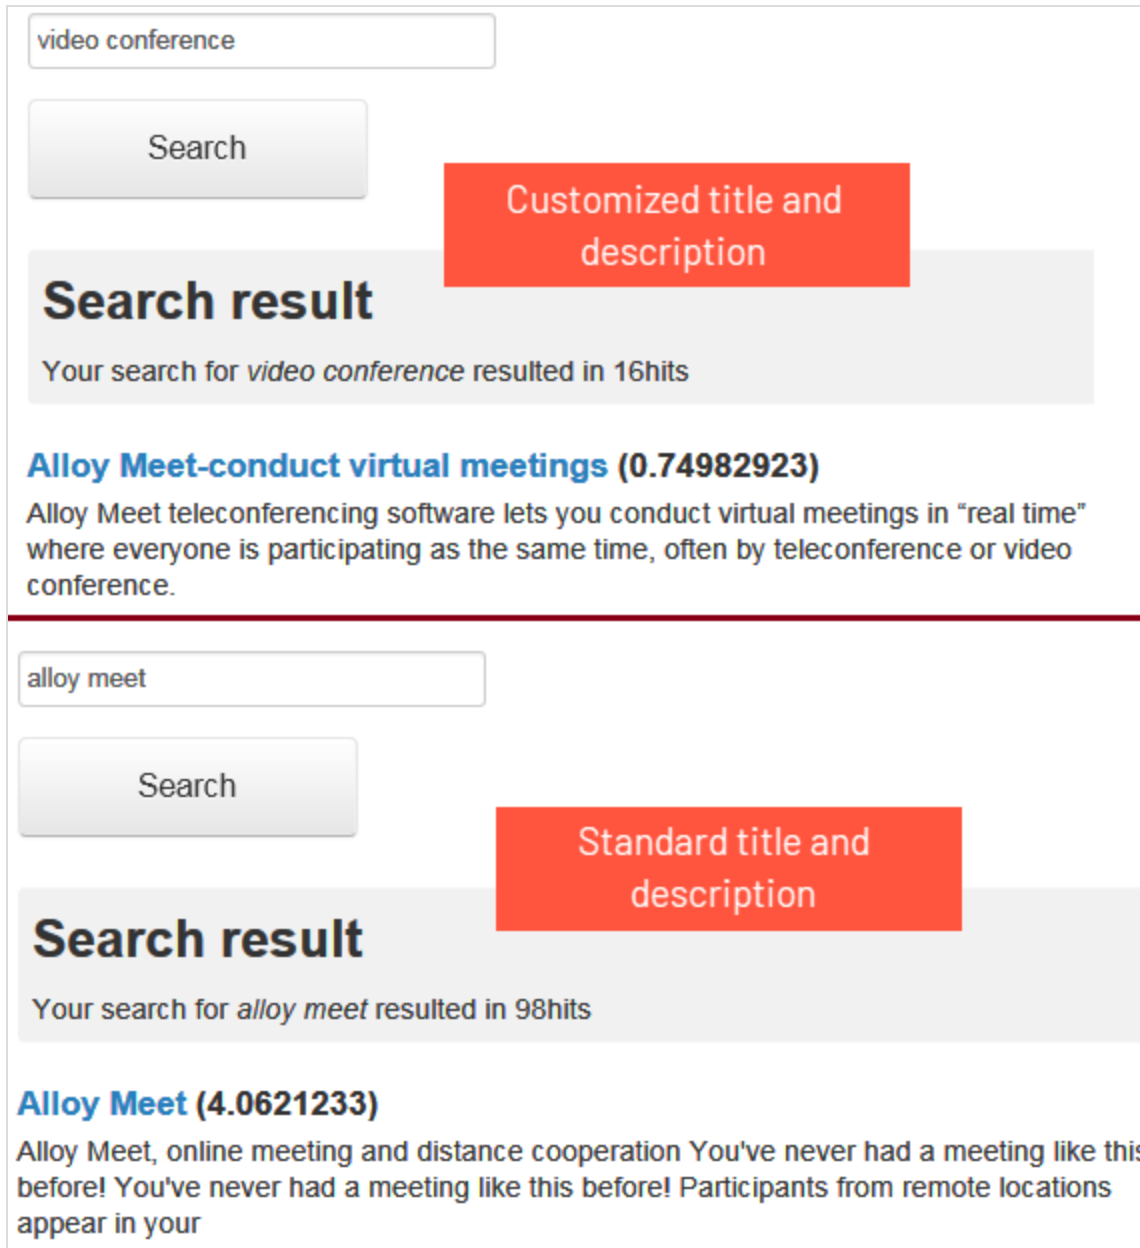 video conference
Search
Customized title and
description
Search result
Your search for video conference resulted in 16hits
Alloy Meet-conduct virtual meetings (0.74982923)
Alloy Meet teleconferencing software lets you conduct virtual meetings in “real time”
where everyone is participating as the same time, often by teleconference or video
conference.
alloy meet
Search
Standard title and
description
Search result
Your search for alloy meet resulted in 98hits
Alloy Meet (4.0621233)
Alloy Meet, online meeting and distance cooperation You've never had a meeting like this
before! You've never had a meeting like this before! Participants from remote locations
appear in your